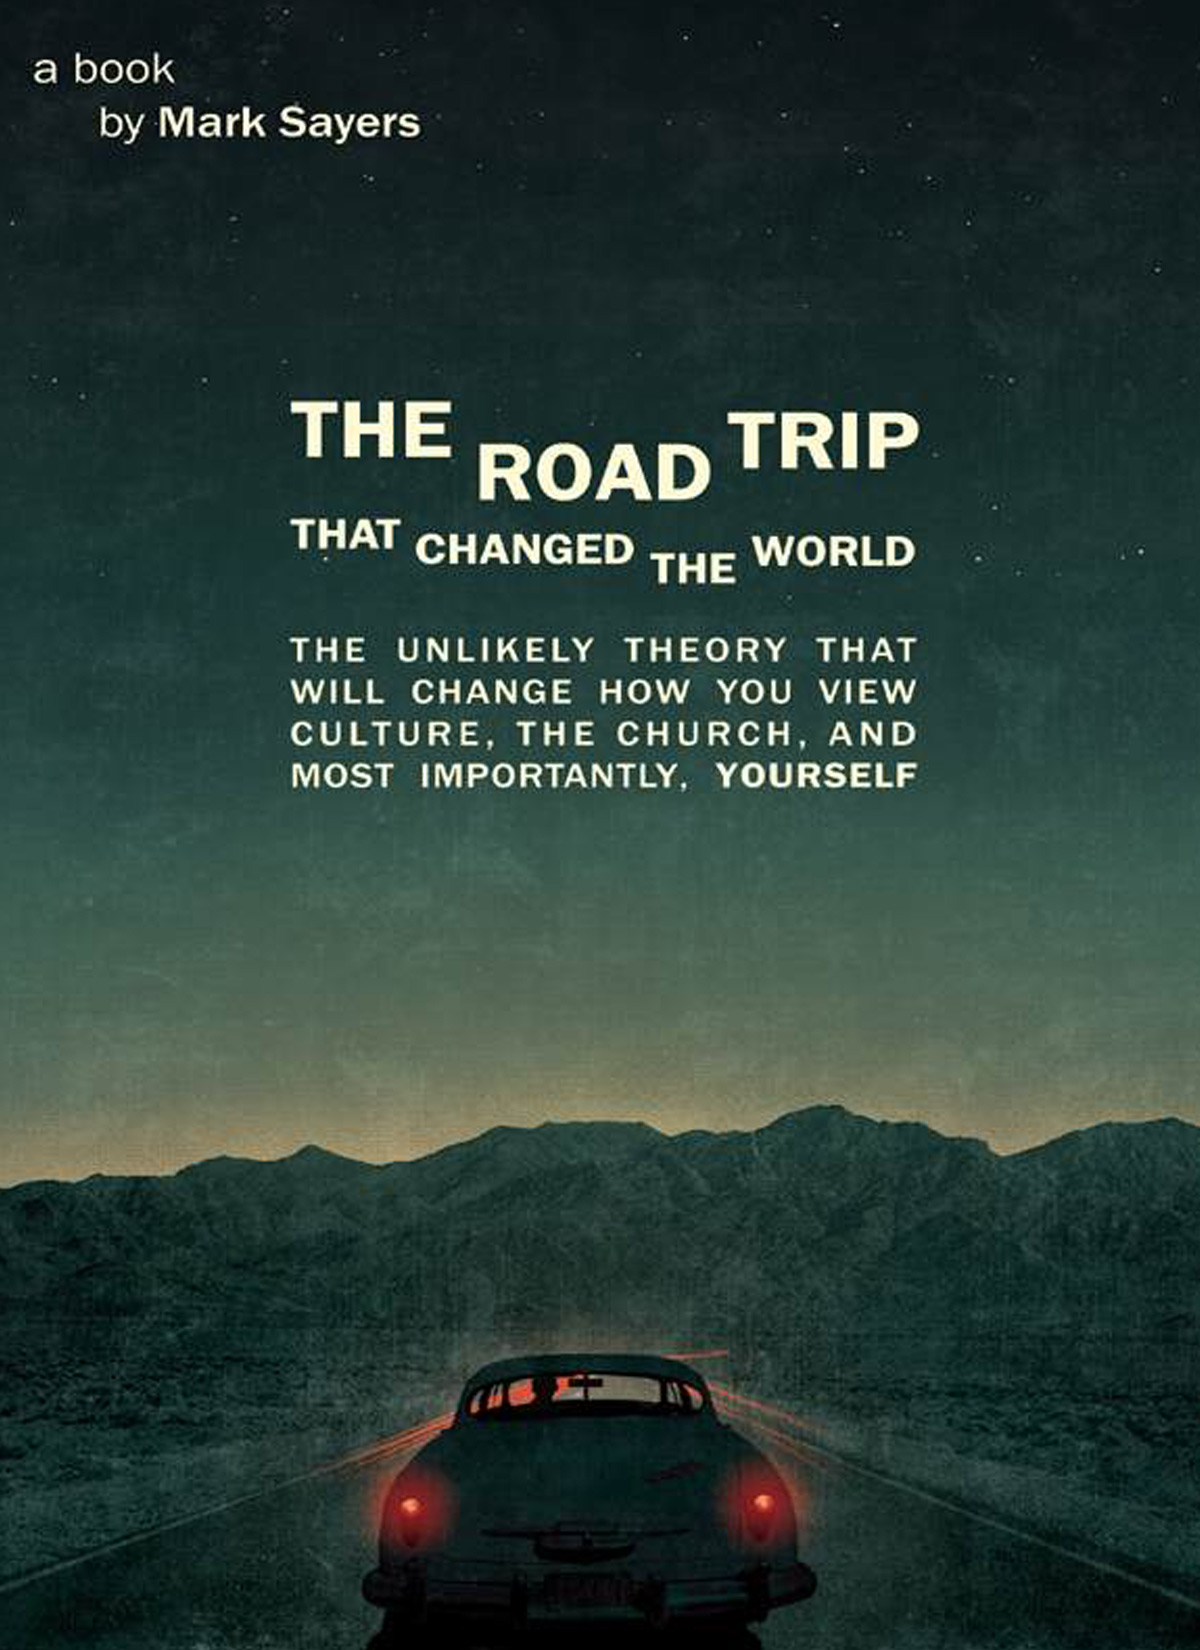 a book
by Mark Sayers
THE ROAD TRIP
THAT CHANGED THE WORLD
THE UNLIKELY THEORY THAT
WILL CHANGE HOW YOU VIEW
CULTURE, THE CHURCH, AND
MOST IMPORTANTLY, YOURSELF